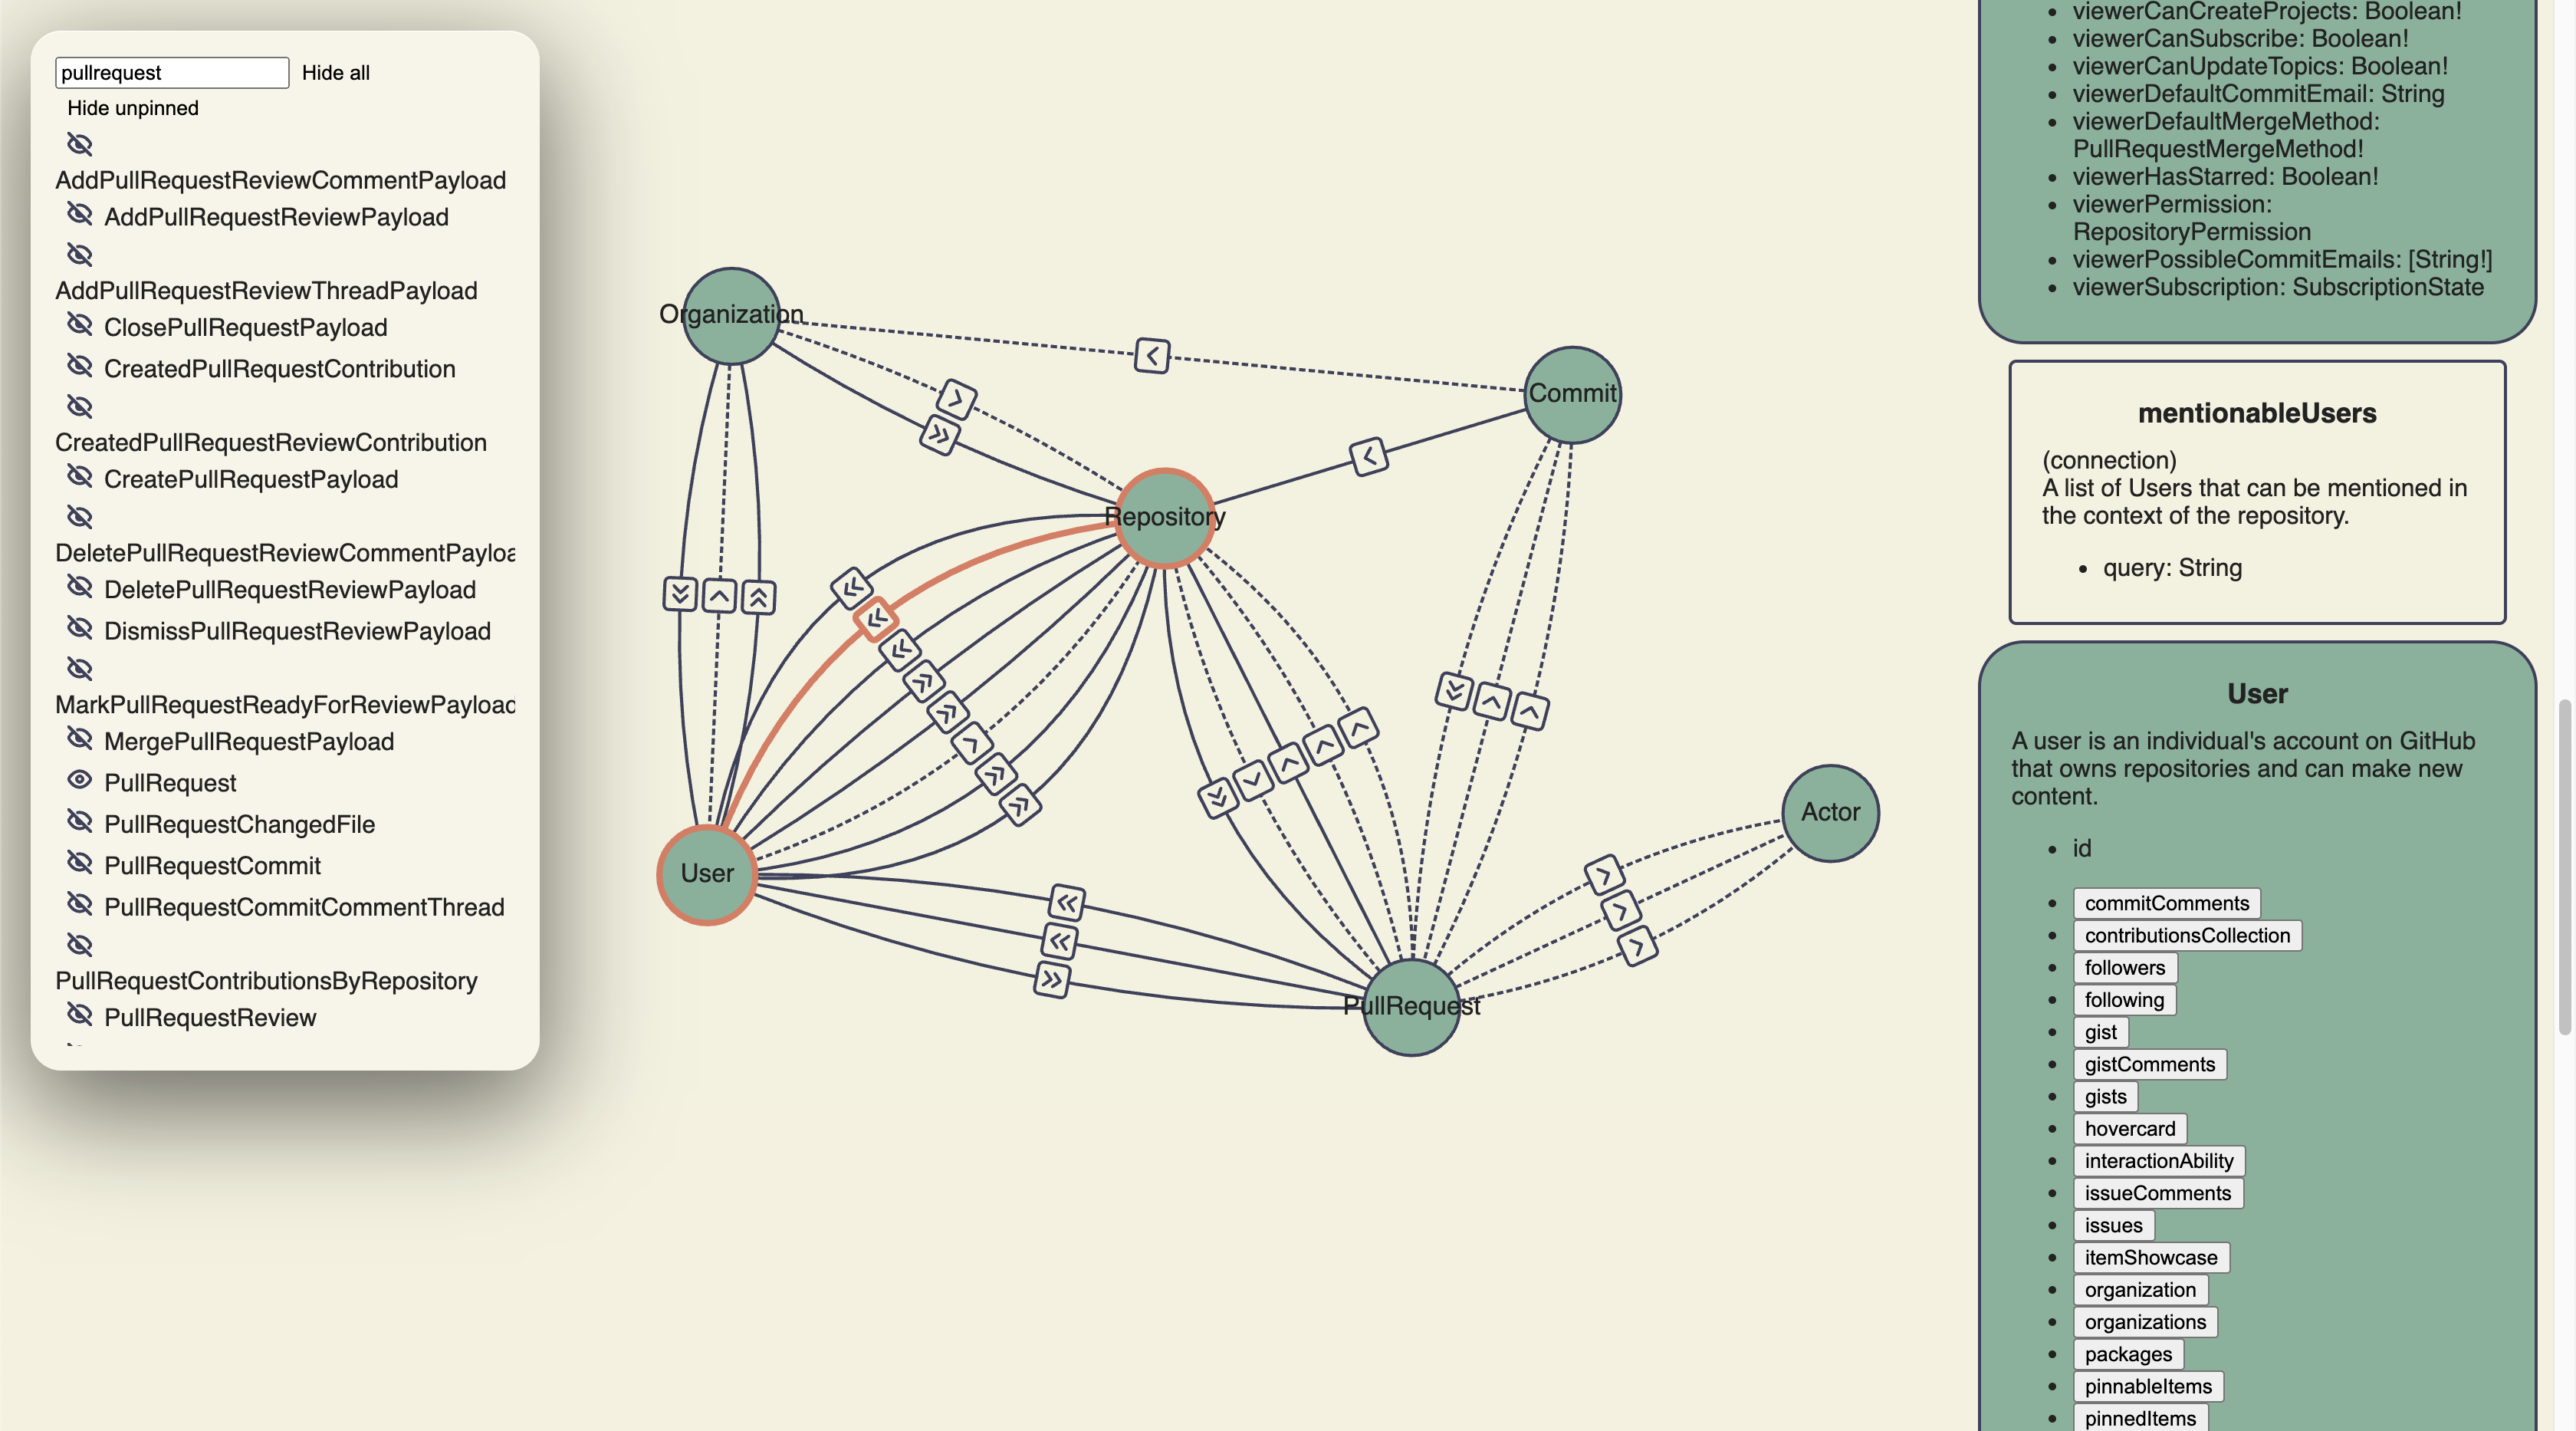 pullrequest Hide all
Hide unpinned
AddPullRequestReviewCommentPayload
AddPullRequestReviewPayload
AddPullRequestReviewThreadPayload
ClosePullRequestPayload
CreatedPullRequestContribution
CreatedPullRequestReviewContribution
CreatePullRequestPayload
DeletePullRequestReviewCommentPayloa
DeletePullRequestReviewPayload
DismissPullRequestReviewPayload
MarkPullRequestReadyForReviewPayload
MergePullRequestPayload
PullRequest
PullRequestChangedFile
PullRequestCommit
PullRequestCommitCommentThread
PullRequestContributionsByRepository
PullRequestReview
Organization
Commit
Repository
Actor
User
PullRequest
viewerCanCreateProjects: Boolean!
viewerCanSubscribe: Boolean!
viewerCanUpdateTopics: Boolean!
viewerDefaultCommitEmail: String
viewerDefaultMergeMethod:
PullRequestMergeMethod!
viewerHasStarred: Boolean!
viewerPermission:
RepositoryPermission
viewerPossibleCommitEmails: [String!]
viewerSubscription: SubscriptionState
mentionableUsers
(connection)
A list of Users that can be mentioned in
the context of the repository.
query: String
User
A user is an individual's account on GitHub
that owns repositories and can make new
content.
id
commitComments
contributionsCollection
followers
following
gist
gistComments
gists
hovercard
interactionAbility
issueComments
issues
itemShowcase
organization
organizations
packages
pinnableItems
pinnedItems